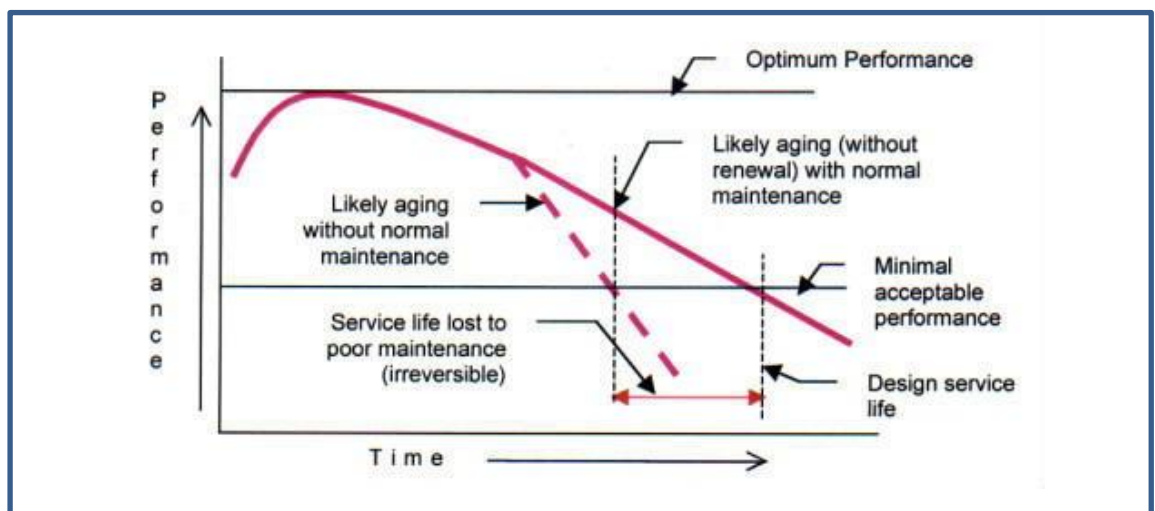 Optimum Performance
Performance
Likely aging (without
renewal) with normal
maintenance
Likely aging
without normal
maintenance
Minimal
acceptable
performance
Service life lost to
poor maintenance
(irreversible)
Design service
life
Time